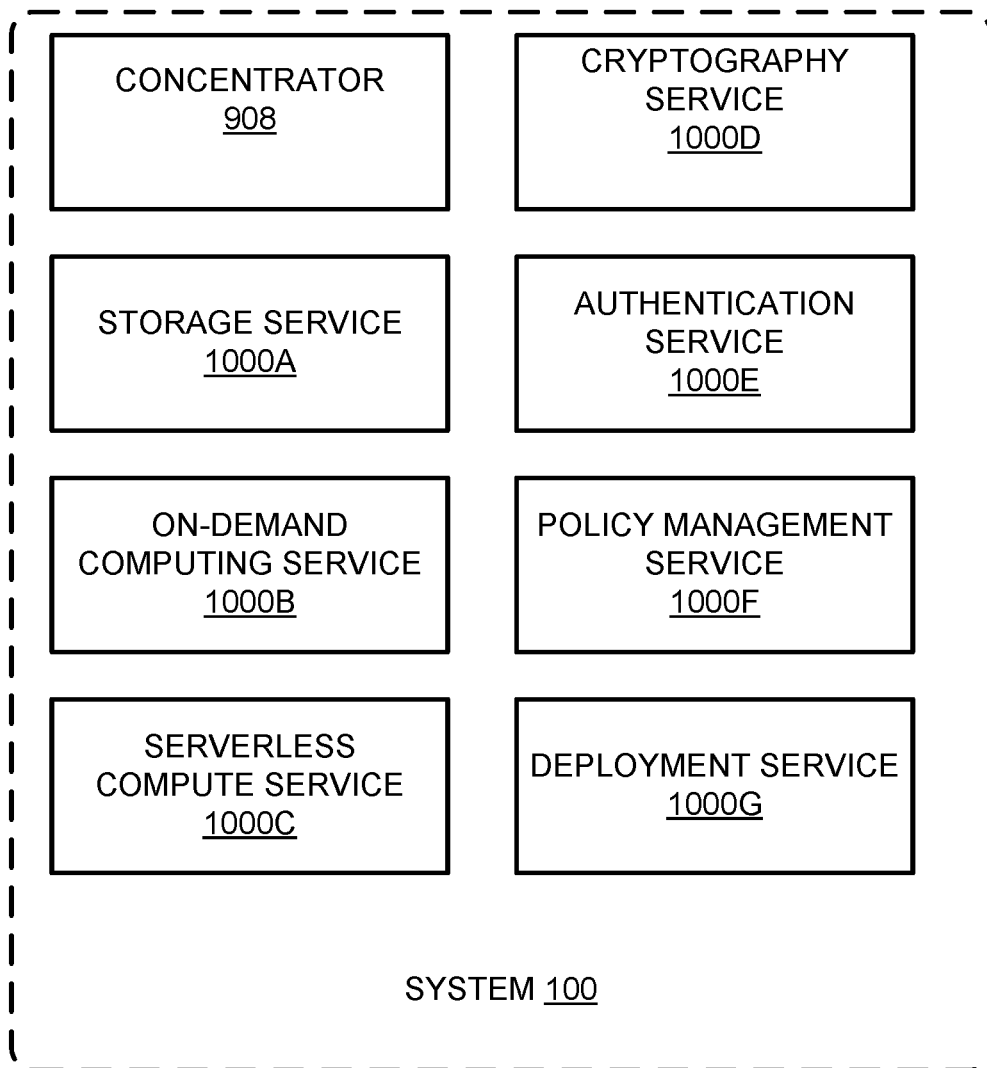 CONCENTRATOR
908
CRYPTOGRAPHY
SERVICE
1000D
STORAGE SERVICE
1000A
AUTHENTICATION
SERVICE
1000E
ON-DEMAND
COMPUTING SERVICE
1000B
POLICY MANAGEMENT
SERVICE
1000F
SERVERLESS
COMPUTE SERVICE
1000C
DEPLOYMENT SERVICE
1000G
SYSTEM 100